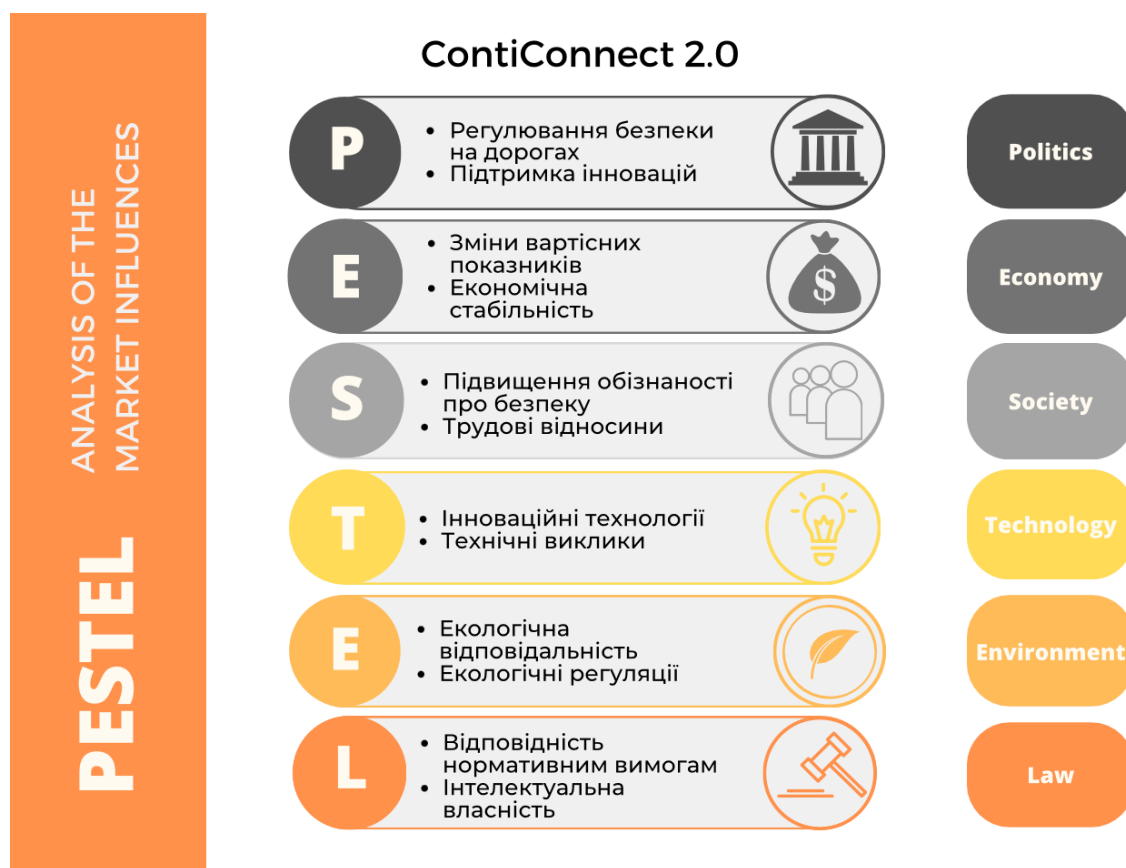 ContiConnect 2.0
ANALYSIS OF THE
MARKET INFLUENCES
PESTEL
P
• Регулювання безпеки
на дорогах
• Підтримка інновацій
Politics
E
• Зміни вартісних
показників
• Економічна
стабільність
$
Economy
S
• Підвищення обізнаності
про безпеку
• Трудові відносини
Society
T
• Інноваційні технології
• Технічні виклики
Technology
E
• Екологічна
відповідальність
• Екологічні регуляції
Environment
L
• Відповідність
нормативним вимогам
• Інтелектуальна
власність
Law